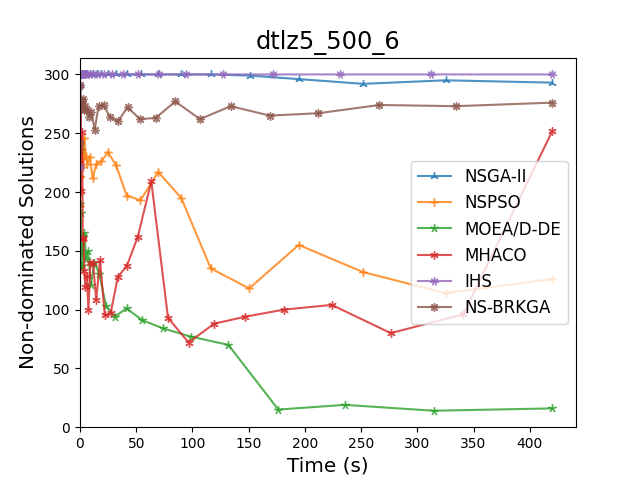 dtlz5_500_6
300
250
200
150
100
50
0
Non-dominated Solutions
NSGA-II
NSPSO
MOEA/D-DE
MHACO
IHS
NS-BRKGA
0 50 100 150 200 250 300 350 400
Time (s)